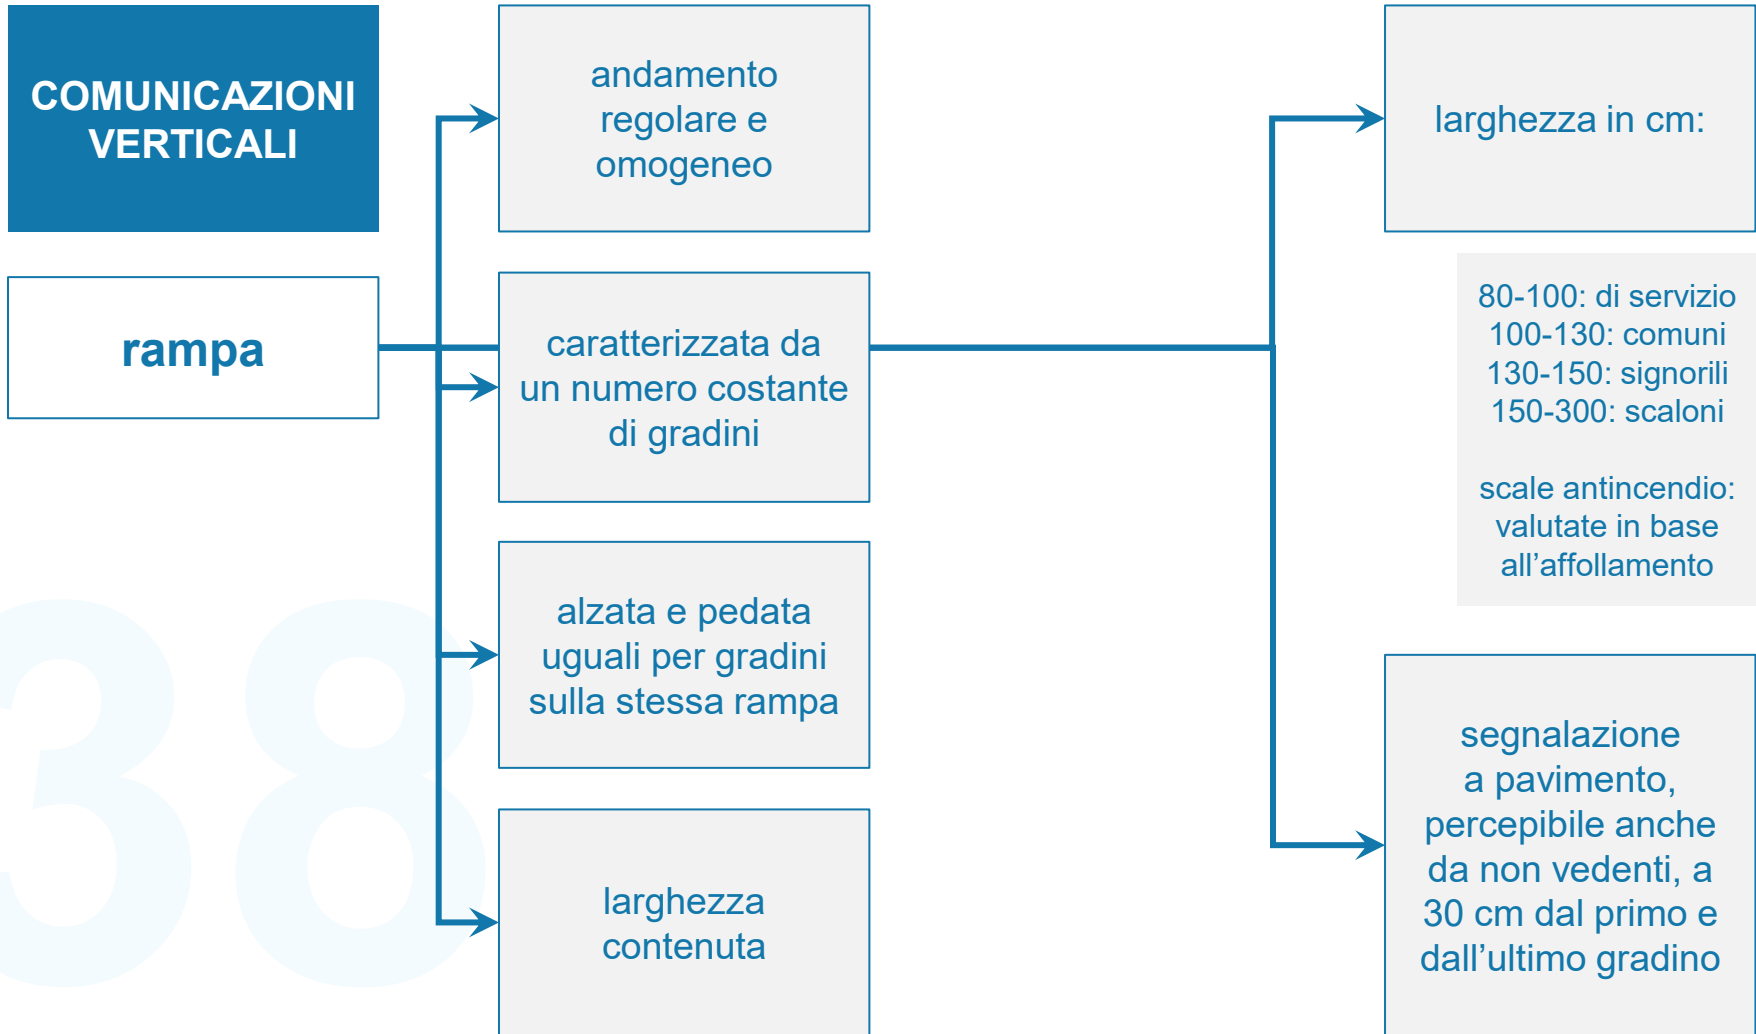 COMUNICAZIONI
VERTICALI
rampa
andamento
regolare e
omogeneo
caratterizzata da
un numero costante
di gradini
alzata e pedata
uguali per gradini
sulla stessa rampa
larghezza
contenuta
larghezza in cm:
80-100: di servizio
100-130: comuni
130-150: signorili
150-300: scaloni
scale antincendio:
valutate in base
all’affollamento
segnalazione
a pavimento,
percepibile anche
da non vedenti, a
30 cm dal primo e
dall’ultimo gradino
38